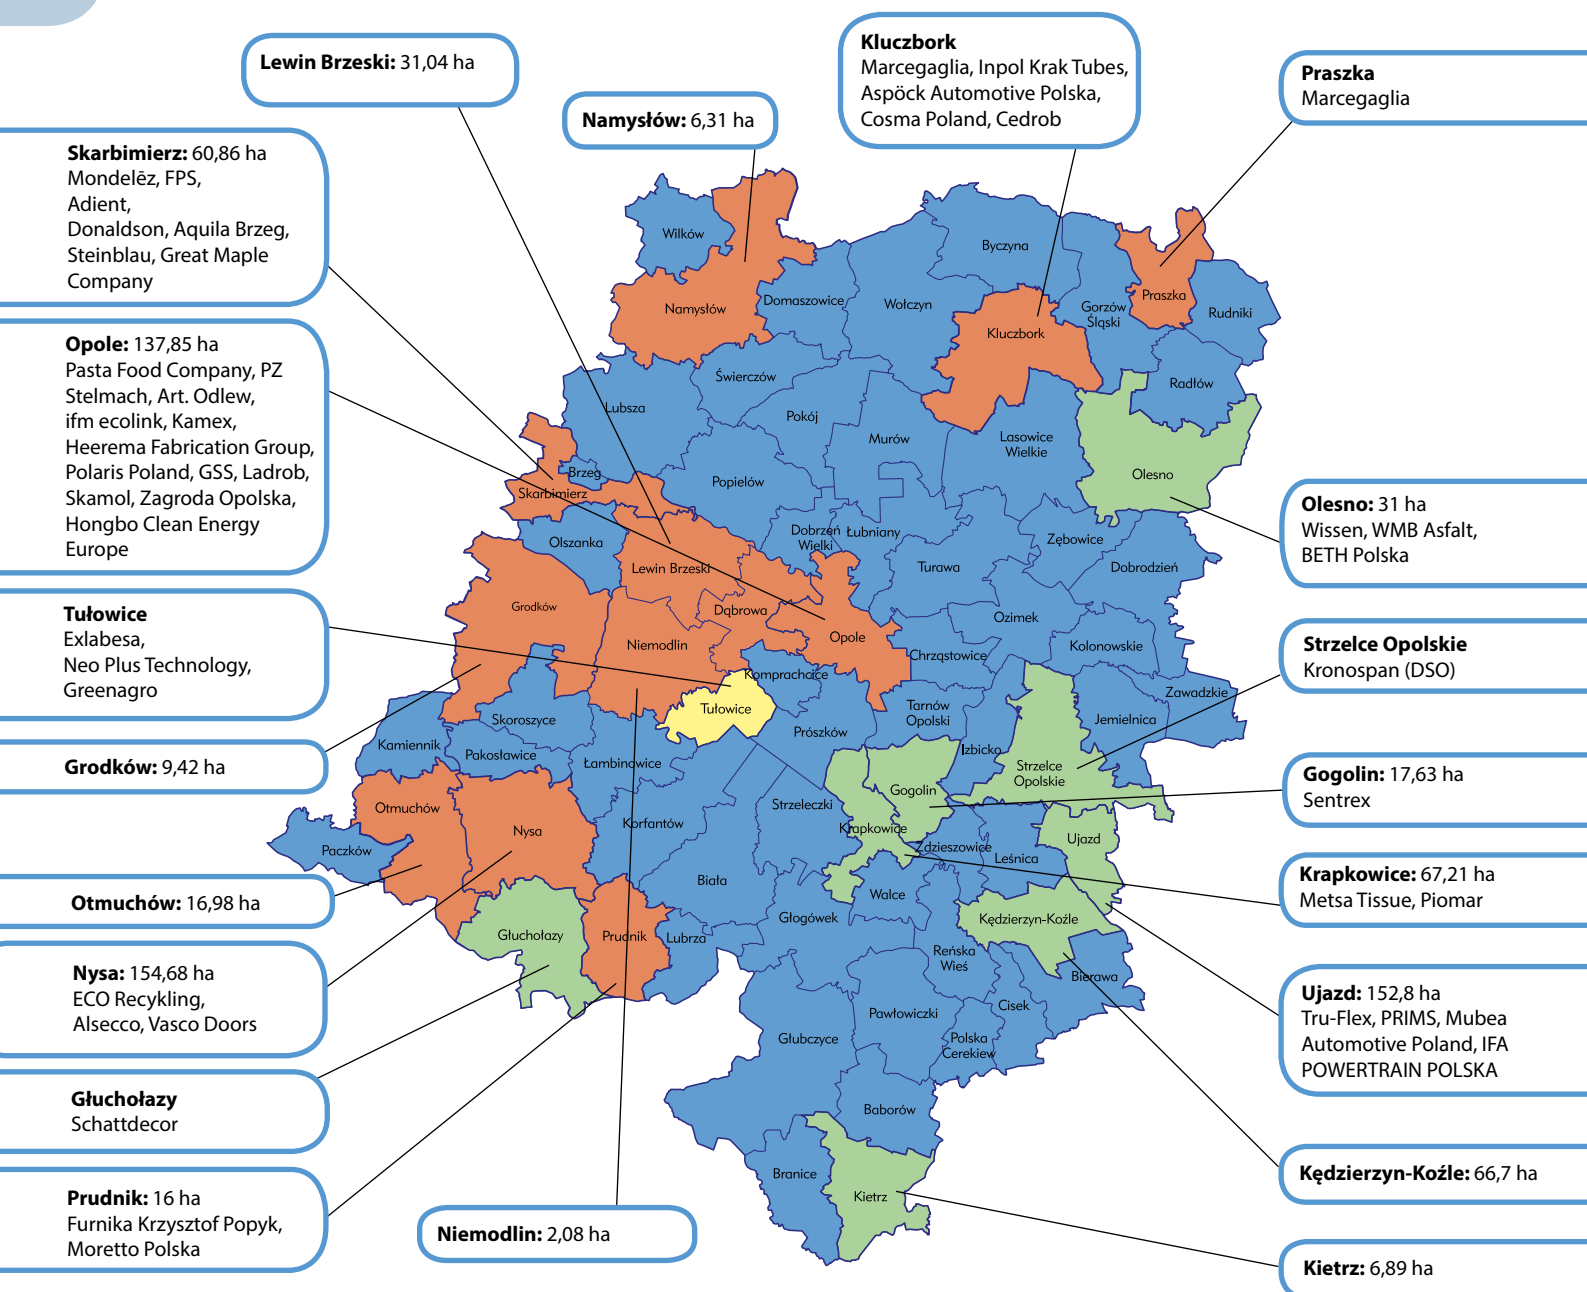 Lewin Brzeski: 31,04 ha
Namysłów: 6,31 ha
Kluczbork
Marcegaglia, Inpol Krak Tubes,
Aspöck Automotive Polska,
Cosma Poland, Cedrob
Praszka
Marcegaglia
Skarbimierz: 60,86 ha
Mondelēz, FPS,
Adient,
Donaldson, Aquila Brzeg,
Steinblau, Great Maple
Company
Opole: 137,85 ha
Pasta Food Company, PZ
Stelmach, Art. Odlew,
ifm ecolink, Kamex,
Heerema Fabrication Group,
Polaris Poland, GSS, Ladrob,
Skamol, Zagroda Opolska,
Hongbo Clean Energy
Europe
Tułowice
Exlabesa,
Neo Plus Technology,
Greenagro
Grodków: 9,42 ha
Otmuchów: 16,98 ha
Nysa: 154,68 ha
ECO Recykling,
Alsecco, Vasco Doors
Głuchołazy
Schattdecor
Prudnik: 16 ha
Furnika Krzysztof Popyk,
Moretto Polska
Niemodlin: 2,08 ha
Olesno: 31 ha
Wissen, WMB Asfalt,
BETH Polska
Strzelce Opolskie
Kronospan (DSO)
Gogolin: 17,63 ha
Sentrex
Krapkowice: 67,21 ha
Metsa Tissue, Piomar
Ujazd: 152,8 ha
Tru-Flex, PRIMS, Mubea
Automotive Poland, IFA
POWERTRAIN POLSKA
Kędzierzyn-Koźle: 66,7 ha
Kietrz: 6,89 ha
Wilków
Byczyna
Namysłów
Domaszowice
Wołczyn
Kluczbork
Gorzów
Śląski
Praszka
Rudniki
Świerczów
Radłów
Lubsza
Pokój
Murów
Lasowice
Wielkie
Olesno
Brzeg
Skarbimierz
Popielów
Olszanka
Dobrzeń
Wielki
Łubniany
Zębowice
Lewin Brzeski
Turawa
Dobrodzień
Grodków
Dąbrowa
Niemodlin
Opole
Ozimek
Chrząstowice
Kolonowskie
Komprachcice
Zawadzkie
Tułowice
Tarnów
Opolski
Jemielnica
Skoroszyce
Prószków
Kamiennik
Pakosławice
Łambinowice
Izbicko
Strzelce
Opolskie
Otmuchów
Nysa
Korfantów
Strzeleczki
Gogolin
Krapkowice
Ujazd
Paczków
Zdzieszowice
Leśnica
Biała
Walce
Głogówek
Kędzierzyn-Koźle
Głuchołazy
Prudnik
Lubrza
Reńska
Wieś
Bierawa
Cisek
Pawłowiczki
Głubczyce
Polska
Cerekiew
Baborów
Branice
Kietrz